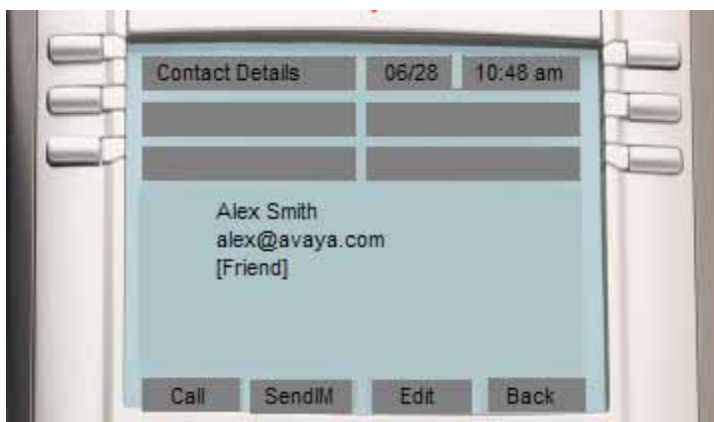 Contact Details 06/28 10:48 am
Alex Smith
alex@avaya.com
[Friend]
Call SendIM Edit Back